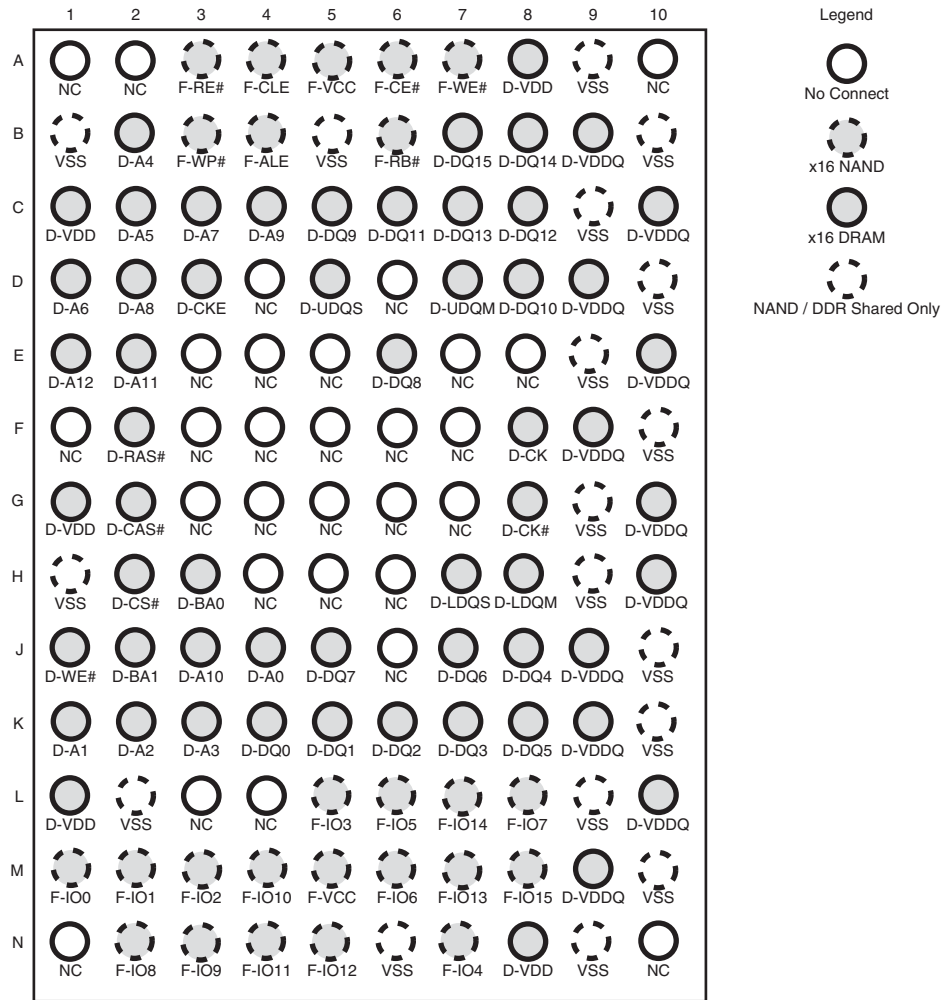 1 2 3 4 5 6 7 8 9 10
Legend
A
NC NC F-RE# F-CLE F-VCC F-CE# F-WE# D-VDD VSS NC
No Connect
B
VSS D-A4 F-WP# F-ALE VSS F-RB# D-DQ15 D-DQ14 D-VDDQ VSS
x16 NAND
C
D-VDD D-A5 D-A7 D-A9 D-DQ9 D-DQ11 D-DQ13 D-DQ12 VSS D-VDDQ
x16 DRAM
D
D-A6 D-A8 D-CKE NC D-UDQS NC D-UDQM D-DQ10 D-VDDQ VSS
NAND / DDR Shared Only
E
D-A12 D-A11 NC NC NC D-DQ8 NC NC VSS D-VDDQ
F
NC D-RAS# NC NC NC NC NC D-CK D-VDDQ VSS
G
D-VDD D-CAS# NC NC NC NC NC D-CK# VSS D-VDDQ
H
VSS D-CS# D-BA0 NC NC NC D-LDQS D-LDQM VSS D-VDDQ
J
D-WE# D-BA1 D-A10 D-A0 D-DQ7 NC D-DQ6 D-DQ4 D-VDDQ VSS
K
D-A1 D-A2 D-A3 D-DQ0 D-DQ1 D-DQ2 D-DQ3 D-DQ5 D-VDDQ VSS
L
D-VDD VSS NC NC F-IO3 F-IO5 F-IO14 F-IO7 VSS D-VDDQ
M
F-IO0 F-IO1 F-IO2 F-IO10 F-VCC F-IO6 F-IO13 F-IO15 D-VDDQ VSS
N
NC F-IO8 F-IO9 F-IO11 F-IO12 VSS F-IO4 D-VDD VSS NC